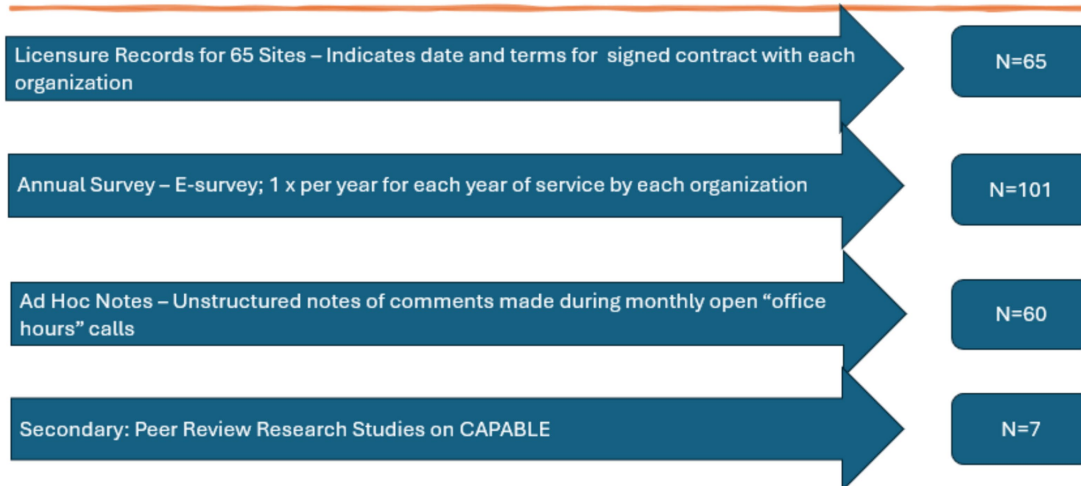 Licensure Records for 65 Sites – Indicates date and terms for signed contract with each
organization
N=65
Annual Survey – E-survey; 1 x per year for each year of service by each organization
N=101
Ad Hoc Notes – Unstructured notes of comments made during monthly open “office
hours” calls
N=60
Secondary: Peer Review Research Studies on CAPABLE
N=7